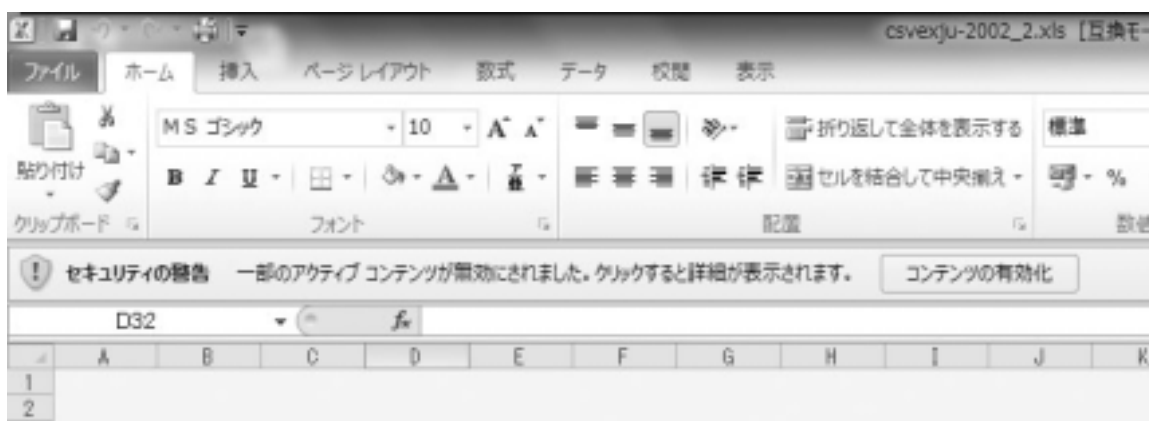 csvexju-2002_2.xls [互換モー
ファイル ホーム 挿入 ページ レイアウト 数式 データ 校閲 表示
MS ゴシック 10 A A 折り返して全体を表示する 標準
貼り付け B I U A セルを結合して中央揃え %
クリップボード フォント 配置 数値
セキュリティの警告 一部のアクティブ コンテンツが無効にされました。クリックすると詳細が表示されます。 コンテンツの有効化
D32 fx
A B C D E F G H I J K
1
2